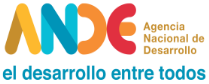 ANDE
Agencia
Nacional de
Desarrollo
el desarrollo entre todos